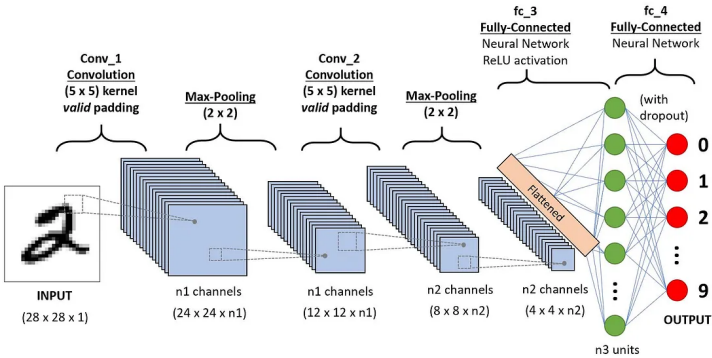 fc_3
Fully-Connected
Neural Network
ReLU activation
fc_4
Fully-Connected
Neural Network
Conv_1
Convolution
(5 x 5) kernel
valid padding
Max-Pooling
(2 x 2)
Conv_2
Convolution
(5 x 5) kernel
valid padding
Max-Pooling
(2 x 2)
(with
dropout)
Flattened
0
1
2
9
OUTPUT
2
INPUT
(28 x 28 x 1)
n1 channels
(24 x 24 x n1)
n1 channels
(12 x 12 x n1)
n2 channels
(8 x 8 x n2)
n2 channels
(4 x 4 x n2)
n3 units